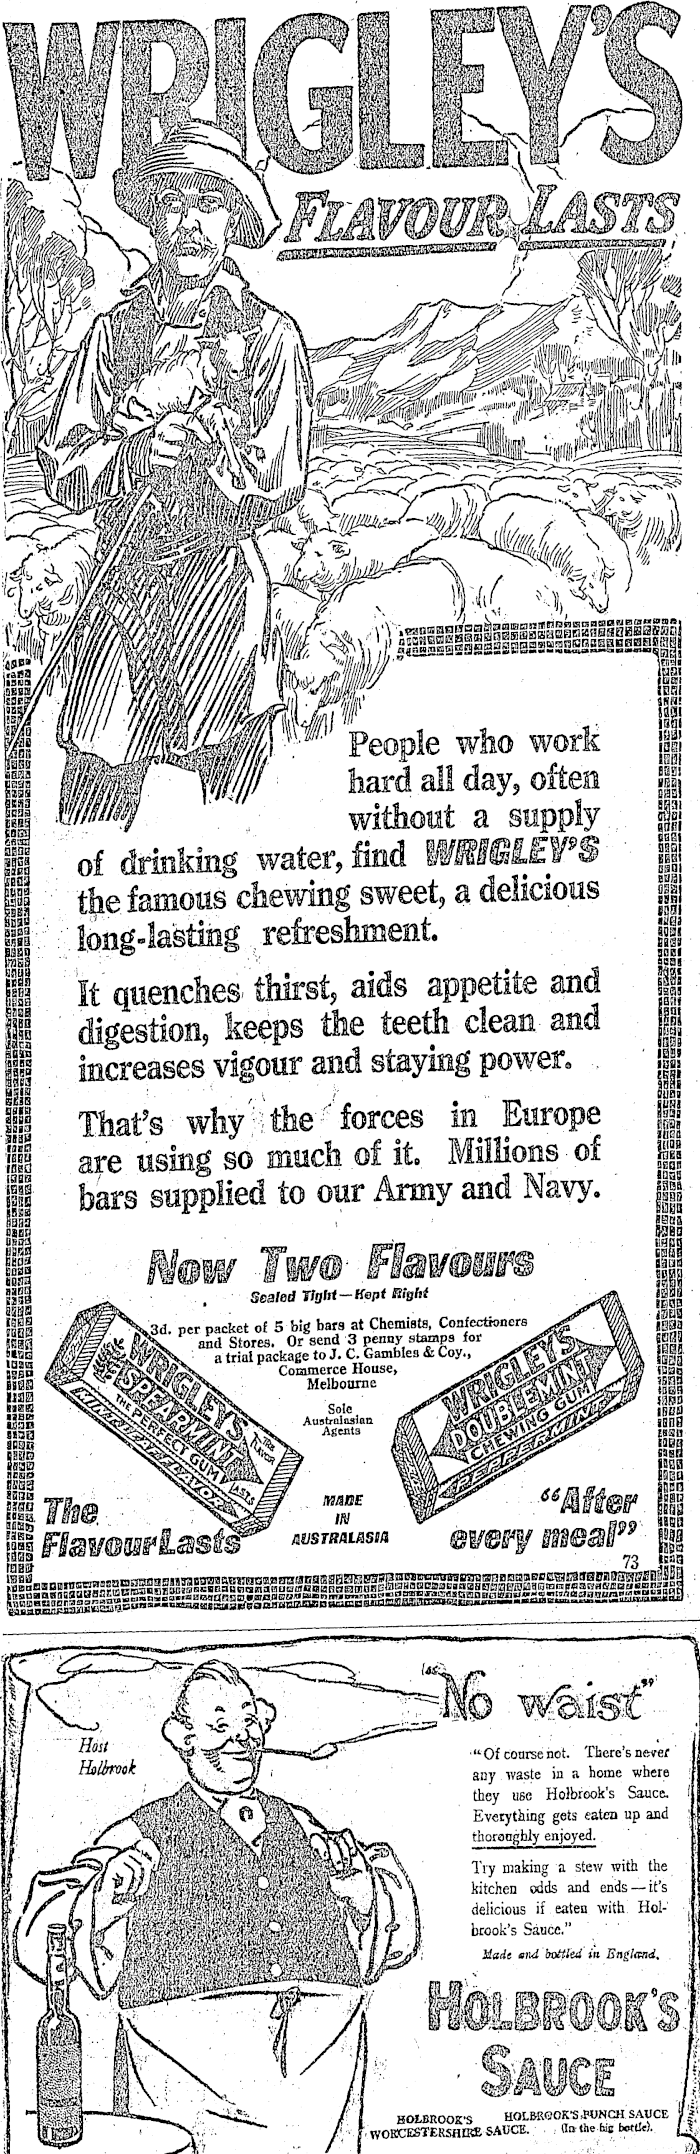 WRIGLEY'S
FLAVOUR LASTS
People who work
hard all day, often
without a supply
of drinking water, find WRIGLEY'S
the famous chewing sweet, a delicious
long-lasting refreshment.
It quenches thirst, aids appetite and
digestion, keeps the teeth clean and
increases vigour and staying power.
That's why the forces in Europe
are using so much of it. Millions of
bars supplied to our Army and Navy.
Now Two Flavours
Sealed Tight—Kept Right
3d. per packet of 5 big bars at Chemists, Confectioners
and Stores. Or send 3 penny stamps for
a trial package to J. C. Gambles & Coy.,
Commerce House,
Melbourne
Sole
Australasian
Agents
WRIGLEY'S
SPEARMINT
THE PERFECT GUM
MINT LEAF FLAVOR
THE FLAVOR
LASTS
WRIGLEY'S
DOUBLEMINT
CHEWING GUM
PEPPERMINT
The
Flavour Lasts
MADE
IN
AUSTRALASIA
"After
every meal"
73
"No waist"
Host
Holbrook
"Of course not. There's never
any waste in a home where
they use Holbrook's Sauce.
Everything gets eaten up and
thoroughly enjoyed.
Try making a stew with the
kitchen odds and ends—it's
delicious if eaten with Hol-
brook's Sauce."
Made and bottled in England.
HOLBROOK'S
SAUCE
HOLBROOK'S
WORCESTERSHIRE SAUCE.
HOLBROOK'S PUNCH SAUCE
(In the big bottle).